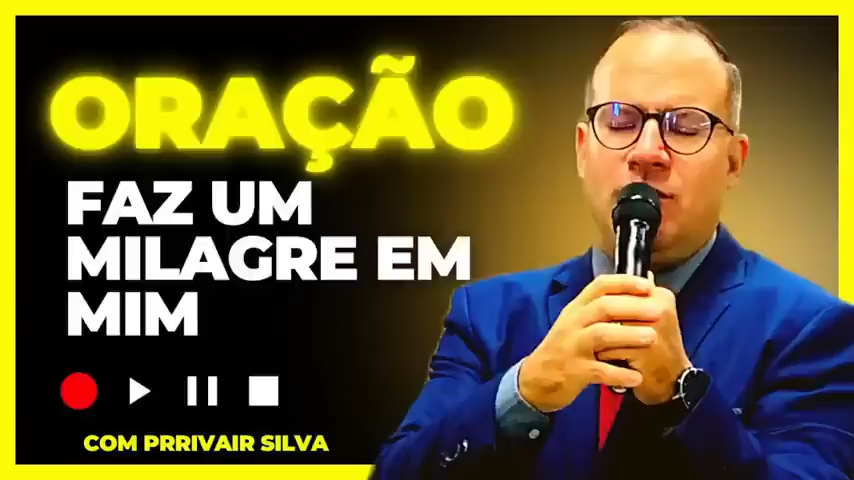 ORAÇÃO
FAZ UM
MILAGRE EM
MIM
COM PRRIVAIR SILVA